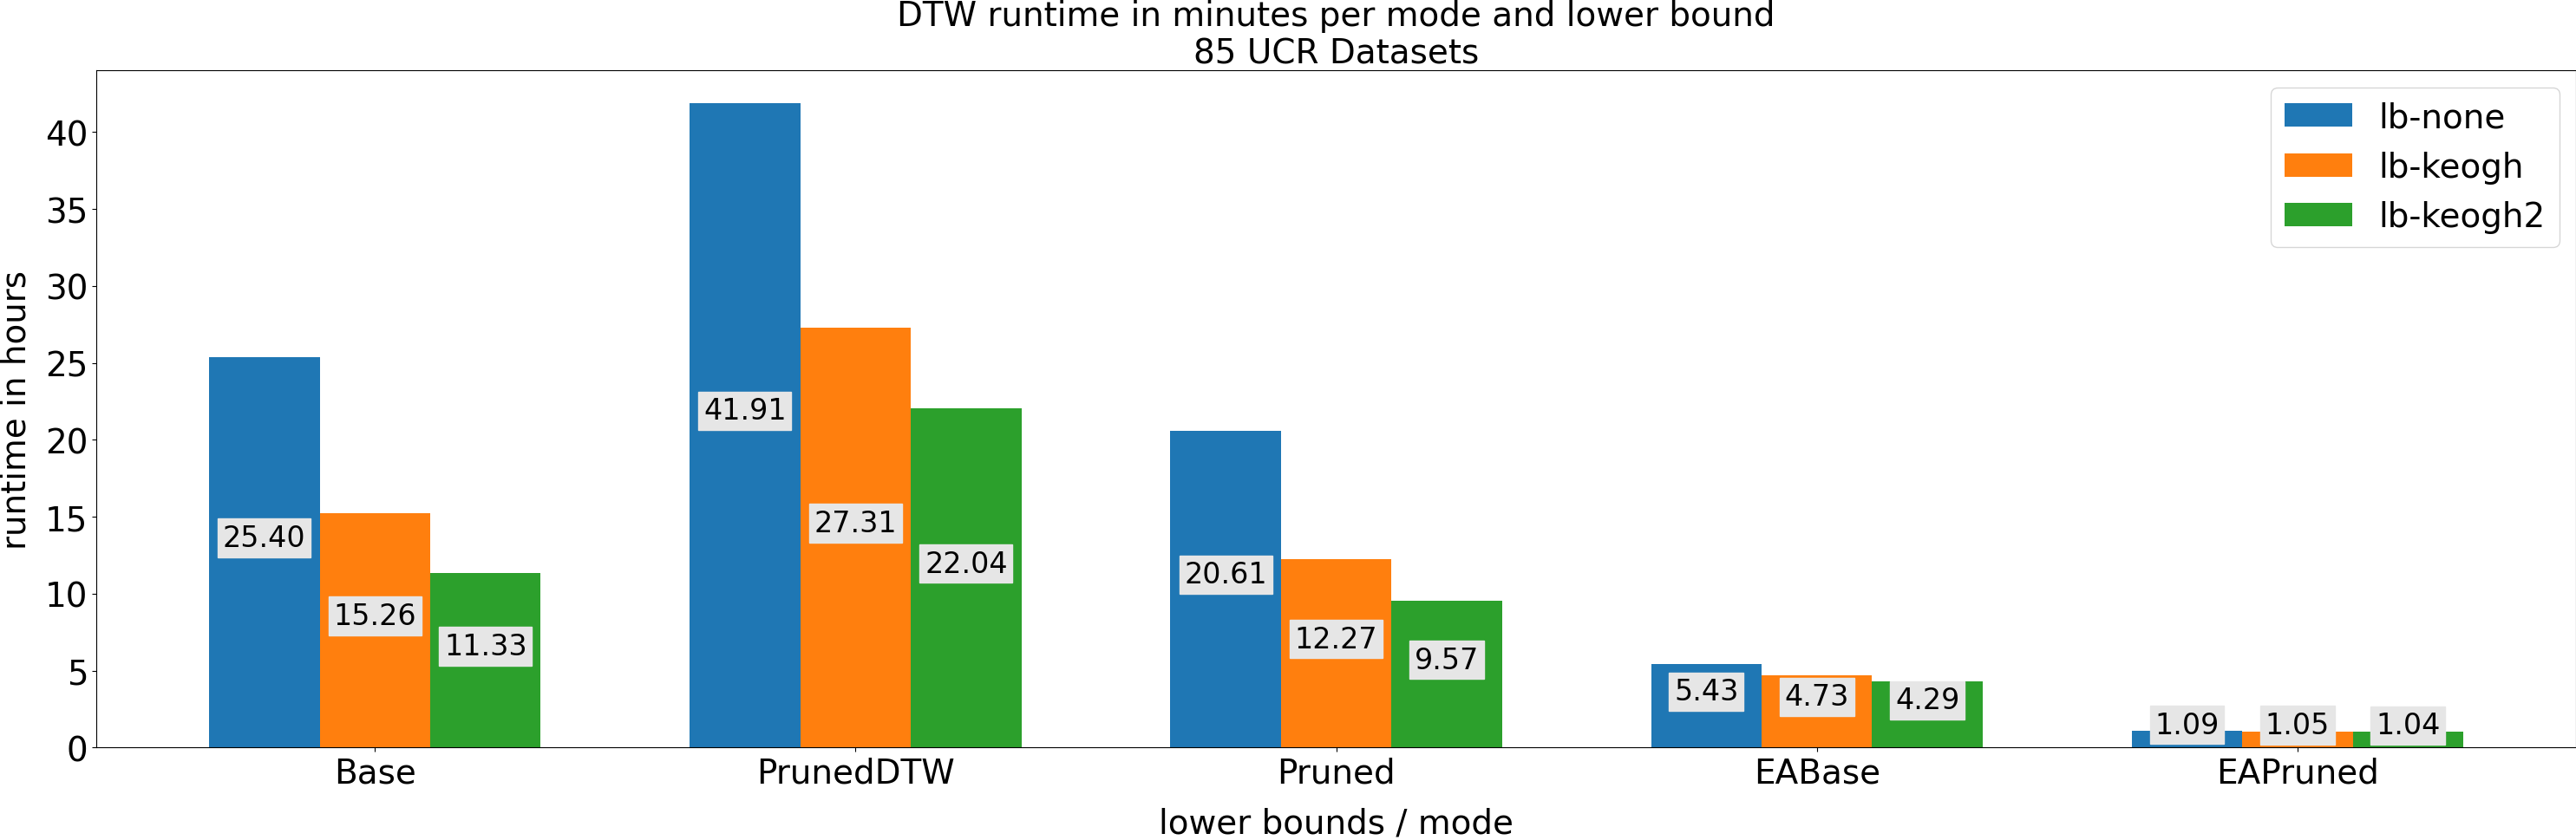 DTW runtime in minutes per mode and lower bound
85 UCR Datasets
runtime in hours
40
35
30
25
20
15
10
5
0
lb-none
lb-keogh
lb-keogh2
25.40
15.26
11.33
41.91
27.31
22.04
20.61
12.27
9.57
5.43
4.73
4.29
1.09
1.05
1.04
Base
PrunedDTW
Pruned
EABase
EAPruned
lower bounds / mode